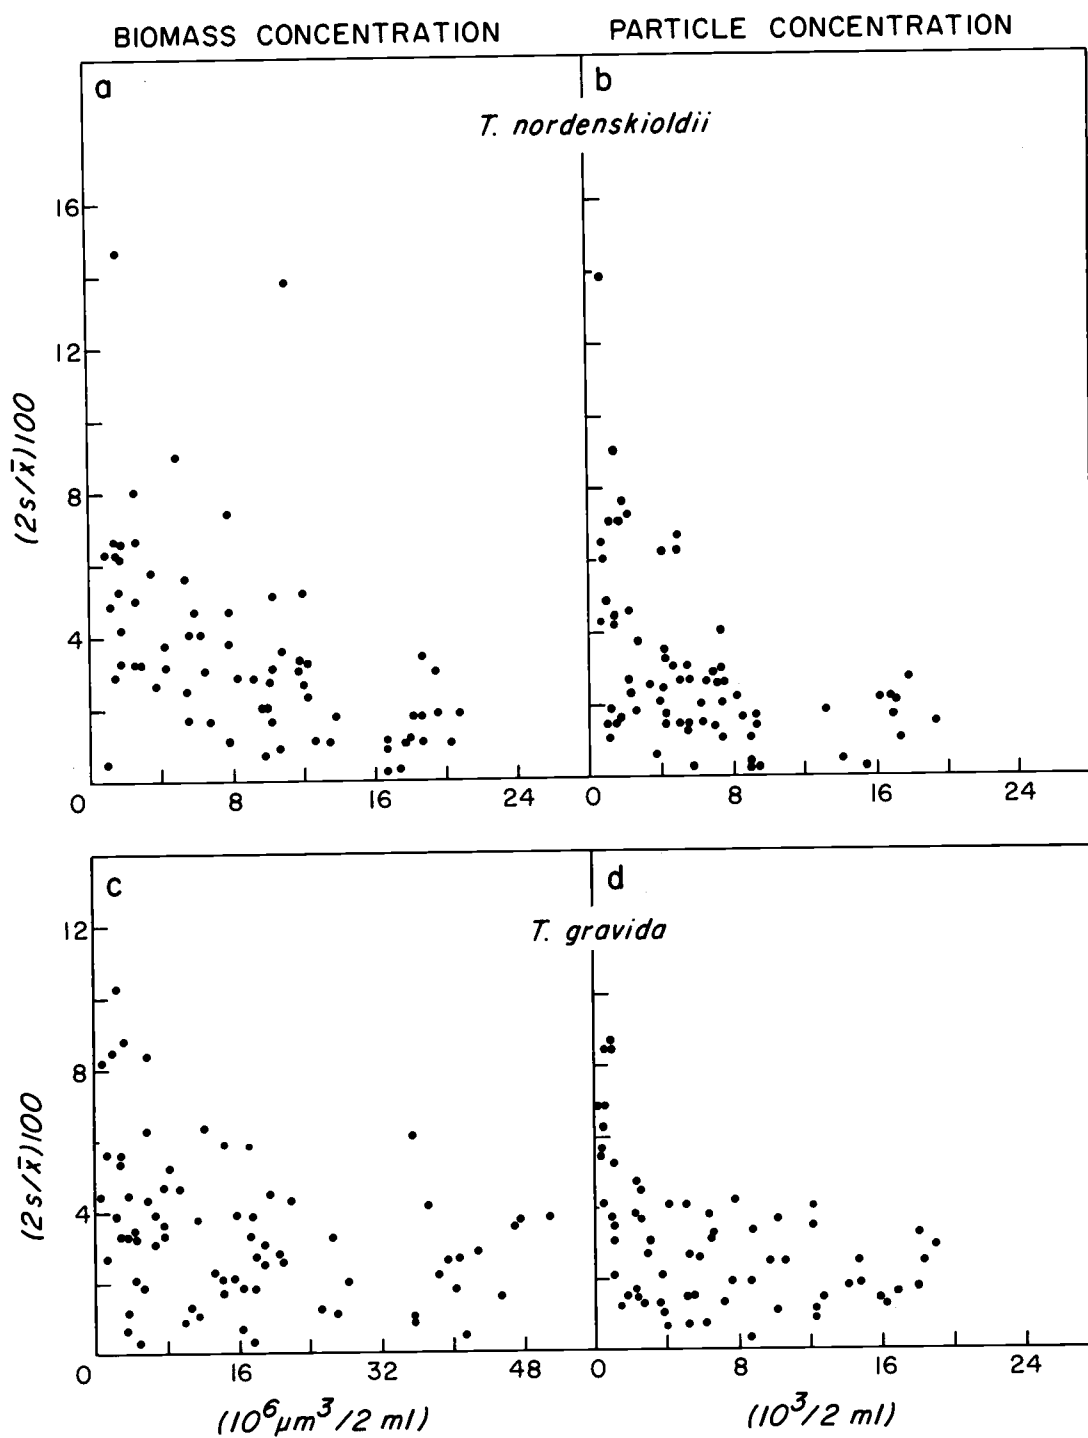 BIOMASS CONCENTRATION PARTICLE CONCENTRATION
a b
T. nordenskioldii
16
12
(2s/x̄)100
8
4
0 8 16 24 0 8 16 24
c d
T. gravida
12
8
(2s/x̄)100
4
0 16 32 48 0 8 16 24
(10⁶µm³/2 ml) (10³/2 ml)